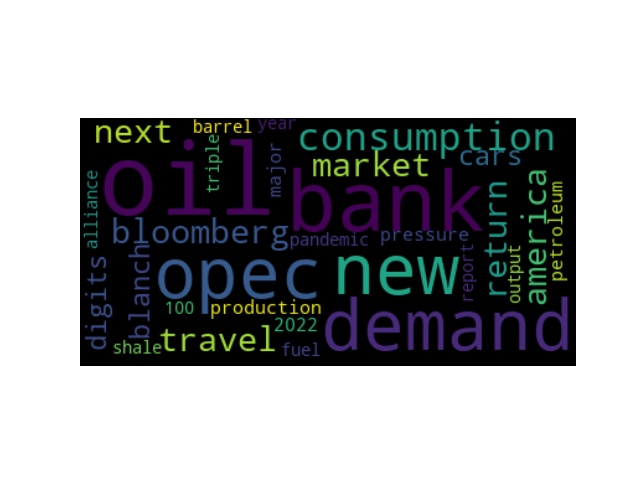 next
barrel
year
consumption
oil
triple
major
market
cars
bank
alliance
bloomberg
pandemic
pressure
return
america
petroleum
digits
blanch
opec
new
report
output
100
production
2022
demand
shale
travel
fuel